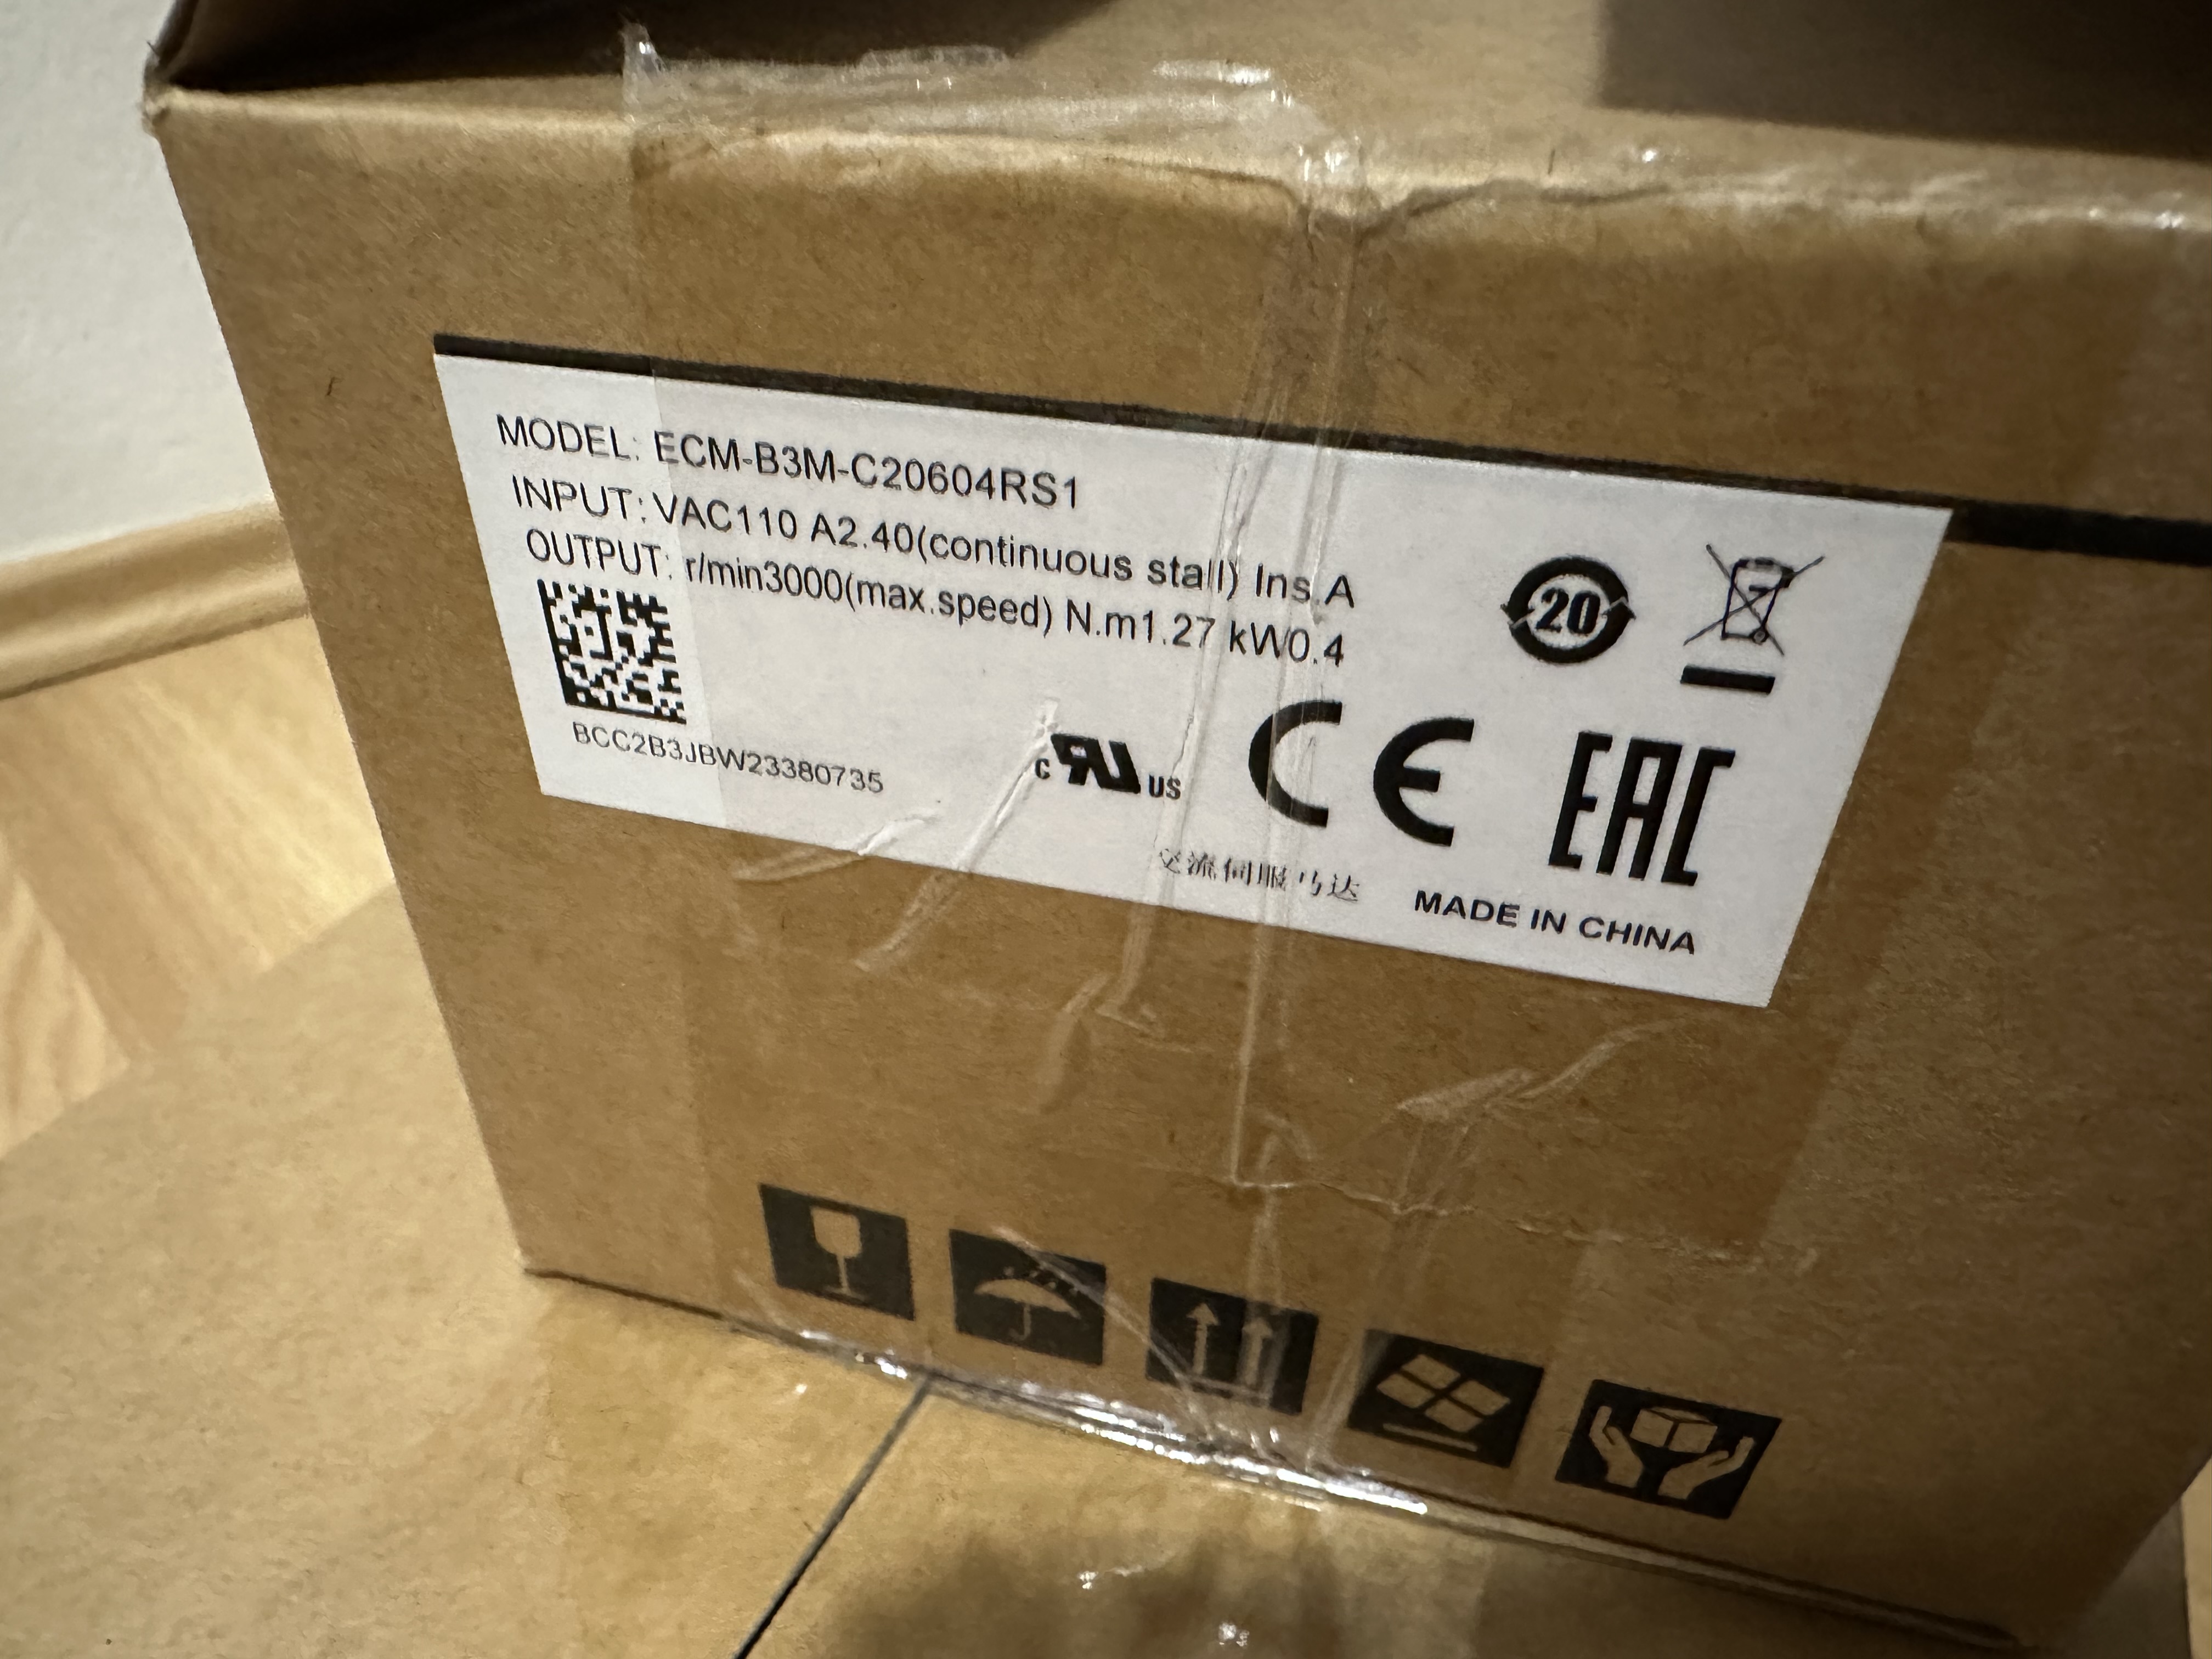 MODEL: ECM-B3M-C20604RS1
INPUT: VAC110 A2.40(continuous stall) Ins.A
OUTPUT: r/min3000(max.speed) N.m1.27 kW0.4
20
BCC2B3JBW23380735
c RU US
CE
EAC
交流伺服马达
MADE IN CHINA